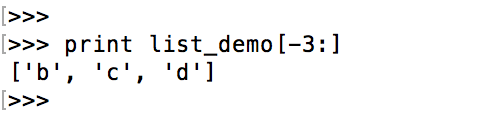 [>>>
[>>> print list_demo[-3:]
['b', 'c', 'd']
[>>>